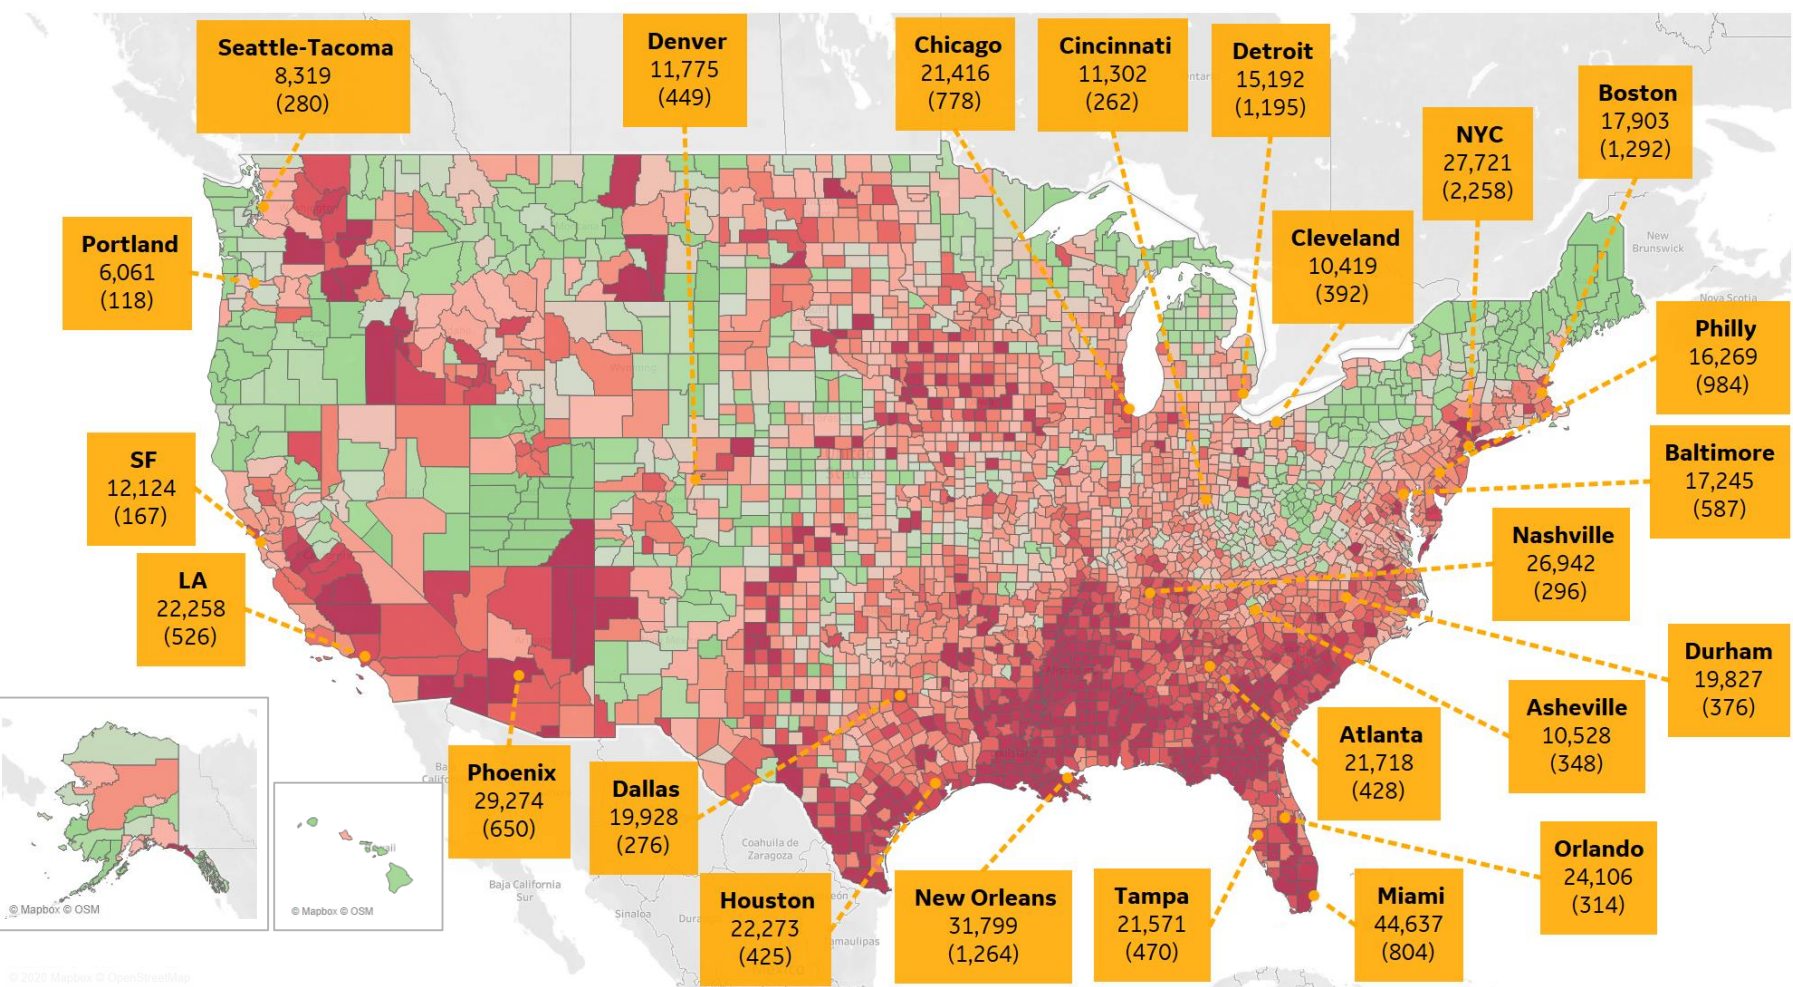 Seattle-Tacoma
8,319
(280)
Denver
11,775
(449)
Chicago
21,416
(778)
Cincinnati
11,302
(262)
Detroit
15,192
(1,195)
Boston
17,903
(1,292)
NYC
27,721
(2,258)
Portland
6,061
(118)
Cleveland
10,419
(392)
New
Brunswick
Nova Scotia
Philly
16,269
(984)
SF
12,124
(167)
Baltimore
17,245
(587)
Nashville
26,942
(296)
LA
22,258
(526)
Durham
19,827
(376)
Asheville
10,528
(348)
Atlanta
21,718
(428)
Phoenix
29,274
(650)
Dallas
19,928
(276)
Coahuila de
Zaragoza
Orlando
24,106
(314)
Houston
22,273
(425)
New Orleans
31,799
(1,264)
Tampa
21,571
(470)
Miami
44,637
(804)
Baja California
Sur
Sinaloa
© Mapbox © OSM
© Mapbox © OSM
© 2020 Mapbox © OpenStreetMap